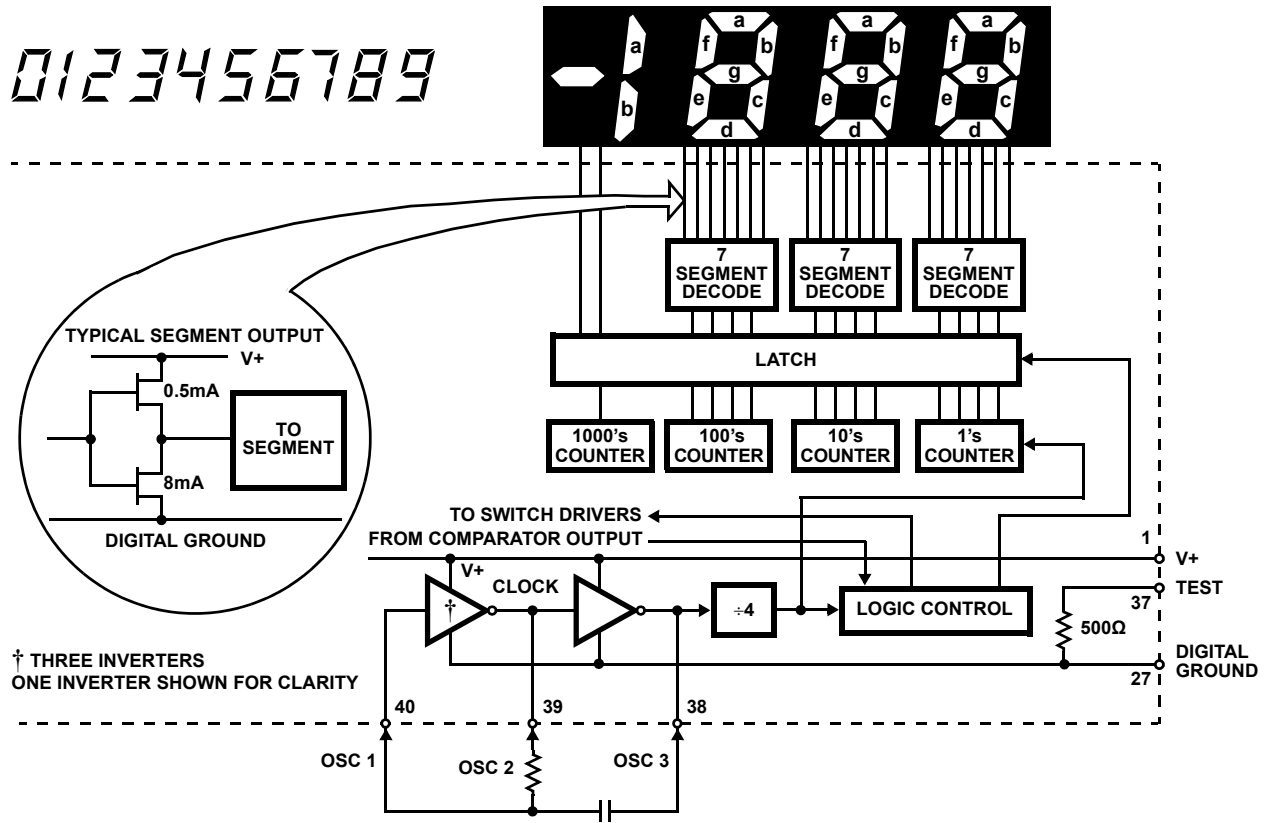 0123456789
a
b
a
f b
g
e c
d
a
f b
g
e c
d
a
f b
g
e c
d
7
SEGMENT
DECODE
7
SEGMENT
DECODE
7
SEGMENT
DECODE
TYPICAL SEGMENT OUTPUT
V+
0.5mA
TO
SEGMENT
8mA
DIGITAL GROUND
LATCH
1000's
COUNTER
100's
COUNTER
10's
COUNTER
1's
COUNTER
TO SWITCH DRIVERS
FROM COMPARATOR OUTPUT
1
V+
V+
CLOCK
†
÷4
LOGIC CONTROL
TEST
37
500Ω
DIGITAL
GROUND
27
† THREE INVERTERS
ONE INVERTER SHOWN FOR CLARITY
40
39
38
OSC 1
OSC 2
OSC 3